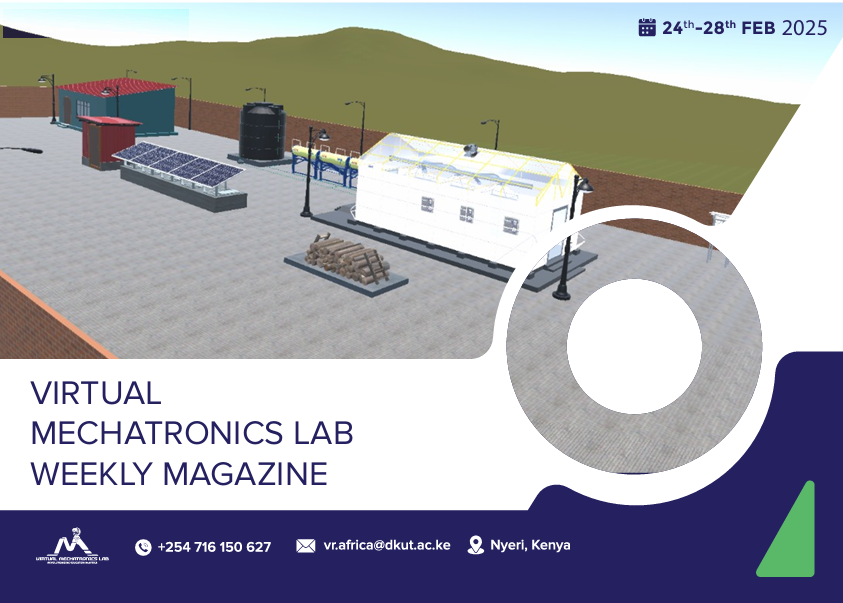 24th-28th FEB 2025
VIRTUAL
MECHATRONICS LAB
WEEKLY MAGAZINE
VIRTUAL MECHATRONICS LAB
+254 716 150 627
vr.africa@dkut.ac.ke
Nyeri, Kenya